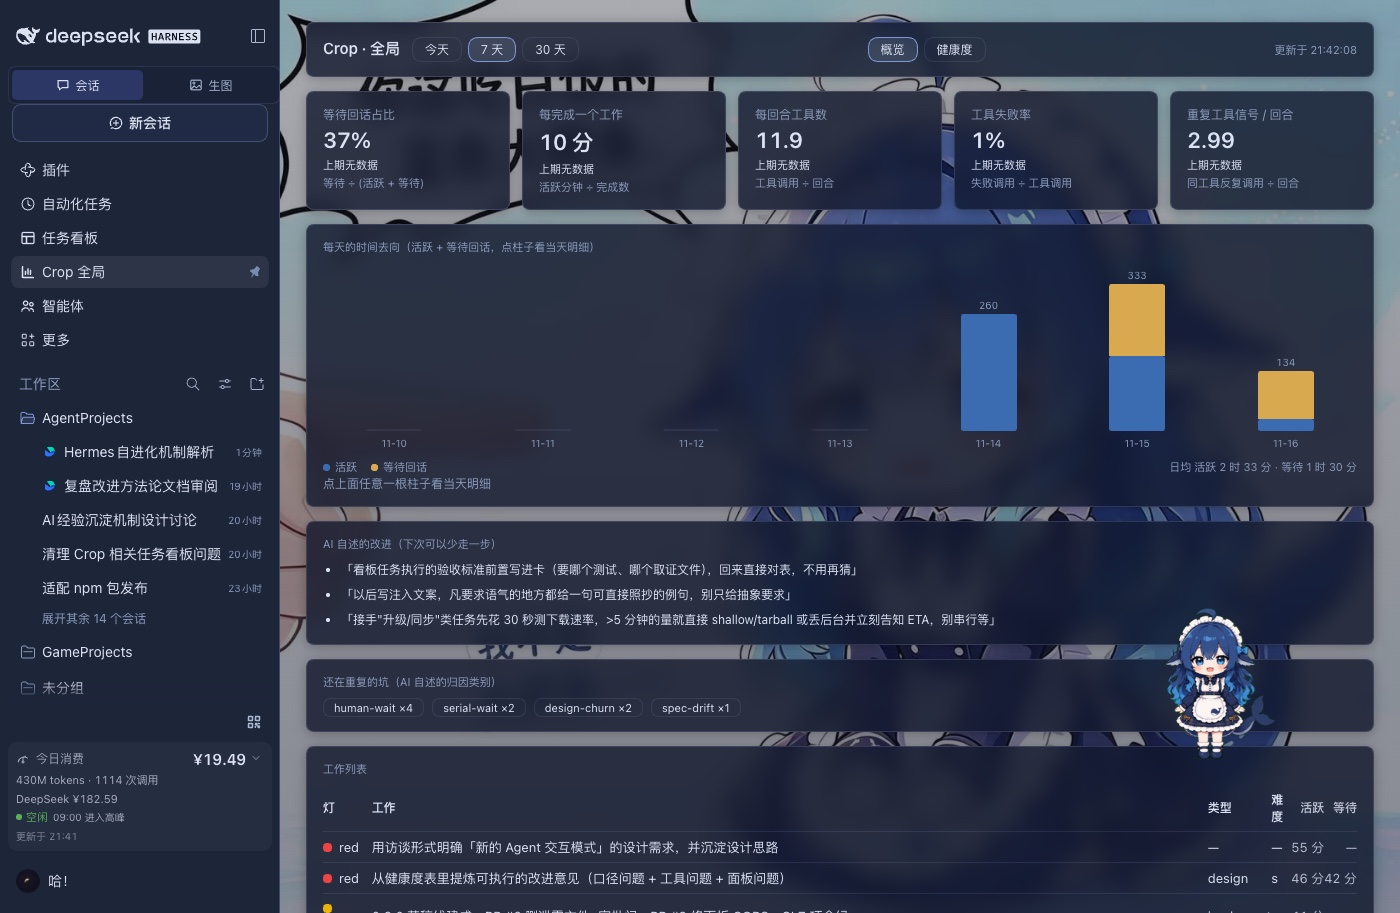 deepseek HARNESS
会话
生图
新会话
插件
自动化任务
任务看板
Crop 全局
智能体
更多
工作区
AgentProjects
Hermes 自进化机制解析 1分钟
复盘改进方法论文档审阅 19小时
AI经验沉淀机制设计讨论 20小时
清理 Crop 相关任务看板问题 20小时
适配 npm 包发布 23小时
展开其余 14 个会话
GameProjects
未分组
今日消费 ¥19.49
430M tokens · 1114 次调用
DeepSeek ¥182.59
空闲 09:00 进入高峰
更新于 21:41
哈！
Crop · 全局 今天 7 天 30 天 概览 健康度 更新于 21:42:08
等待回话占比
37%
上期无数据
等待 ÷ (活跃 + 等待)
每完成一个工作
10 分
上期无数据
活跃分钟 ÷ 完成数
每回合工具数
11.9
上期无数据
工具调用 ÷ 回合
工具失败率
1%
上期无数据
失败调用 ÷ 工具调用
重复工具信号 / 回合
2.99
上期无数据
同工具反复调用 ÷ 回合
每天的时间去向（活跃 + 等待回话，点柱子看当天明细）
260
333
134
11-10 11-11 11-12 11-13 11-14 11-15 11-16
活跃 等待回话
日均 活跃 2 时 33 分 · 等待 1 时 30 分
点上面任意一根柱子看当天明细
AI 自述的改进（下次可以少走一步）
「看板任务执行的验收标准前置写进卡（要哪个测试、哪个取证文件），回来直接对表，不用再猜」
「以后写注入文案，凡要求语气的地方都给一句可直接照抄的例句，别只给抽象要求」
「接手"升级/同步"类任务先花 30 秒测下载速率，>5 分钟的量就直接 shallow/tarball 或丢后台并立刻告知 ETA，别串行等」
还在重复的坑（AI 自述的归因类别）
human-wait ×4 serial-wait ×2 design-churn ×2 spec-drift ×1
工作列表
灯 工作 类型 难度 活跃 等待
red 用访谈形式明确「新的 Agent 交互模式」的设计需求，并沉淀设计思路 — — 55 分 —
red 从健康度表里提炼可执行的改进意见（口径问题 + 工具问题 + 面板问题） design s 46 分 42 分